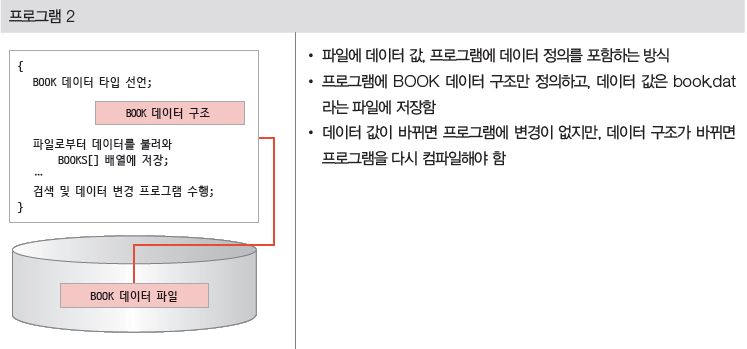 프로그램 2
{
BOOK 데이터 타입 선언;
BOOK 데이터 구조
파일로부터 데이터를 불러와
BOOKS[] 배열에 저장;
…
검색 및 데이터 변경 프로그램 수행;
}
BOOK 데이터 파일
• 파일에 데이터 값, 프로그램에 데이터 정의를 포함하는 방식
• 프로그램에 BOOK 데이터 구조만 정의하고, 데이터 값은 book.dat
라는 파일에 저장함
• 데이터 값이 바뀌면 프로그램에 변경이 없지만, 데이터 구조가 바뀌면
프로그램을 다시 컴파일해야 함